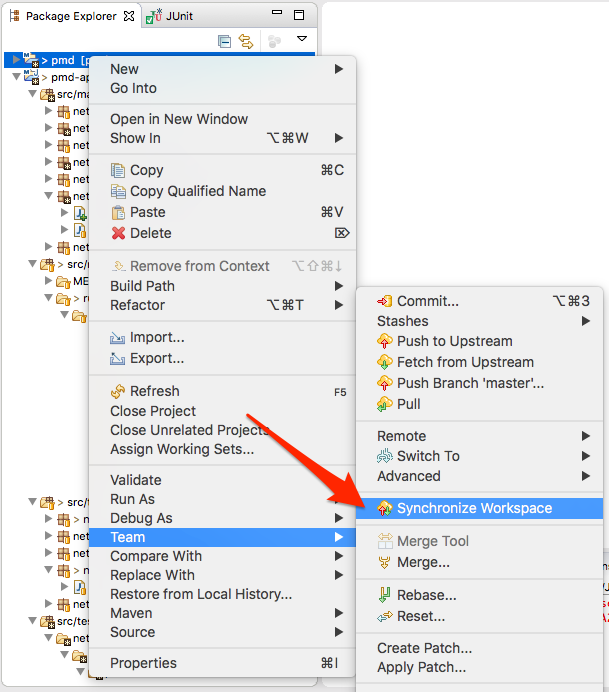 Package Explorer
JUnit
> pmd [p
> pmd-ap
src/ma
net
net
net
net
net
net
net
> src/r
ME
> r
> src/t
> n
net
net
> n
net
src/tes
net
New
Go Into
Open in New Window
Show In ⌥⌘W
Copy ⌘C
Copy Qualified Name
Paste ⌘V
Delete ⌦
Remove from Context ⌥⇧⌘↓
Build Path
Refactor ⌥⌘T
Import...
Export...
Refresh F5
Close Project
Close Unrelated Projects
Assign Working Sets...
Validate
Run As
Debug As
Team
Compare With
Replace With
Restore from Local History...
Maven
Source
Properties ⌘I
Commit... ⌥⌘3
Stashes
Push to Upstream
Fetch from Upstream
Push Branch 'master'...
Pull
Remote
Switch To
Advanced
Synchronize Workspace
Merge Tool
Merge...
Rebase...
Reset...
Create Patch...
Apply Patch...